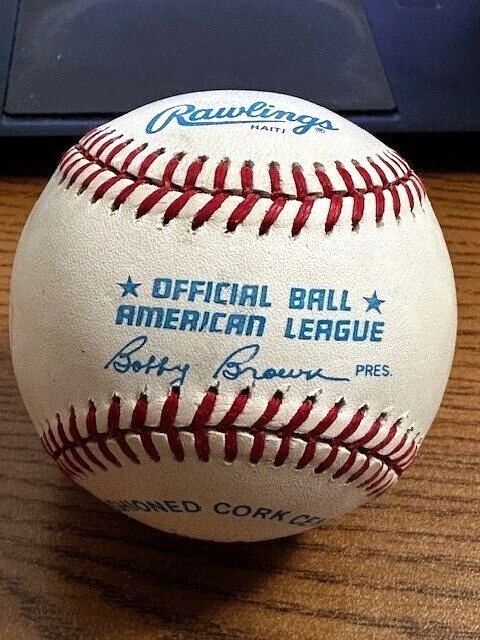 Rawlings ®
HAITI
★ OFFICIAL BALL ★
AMERICAN LEAGUE
Bobby Brown PRES.
HIONED CORK CE